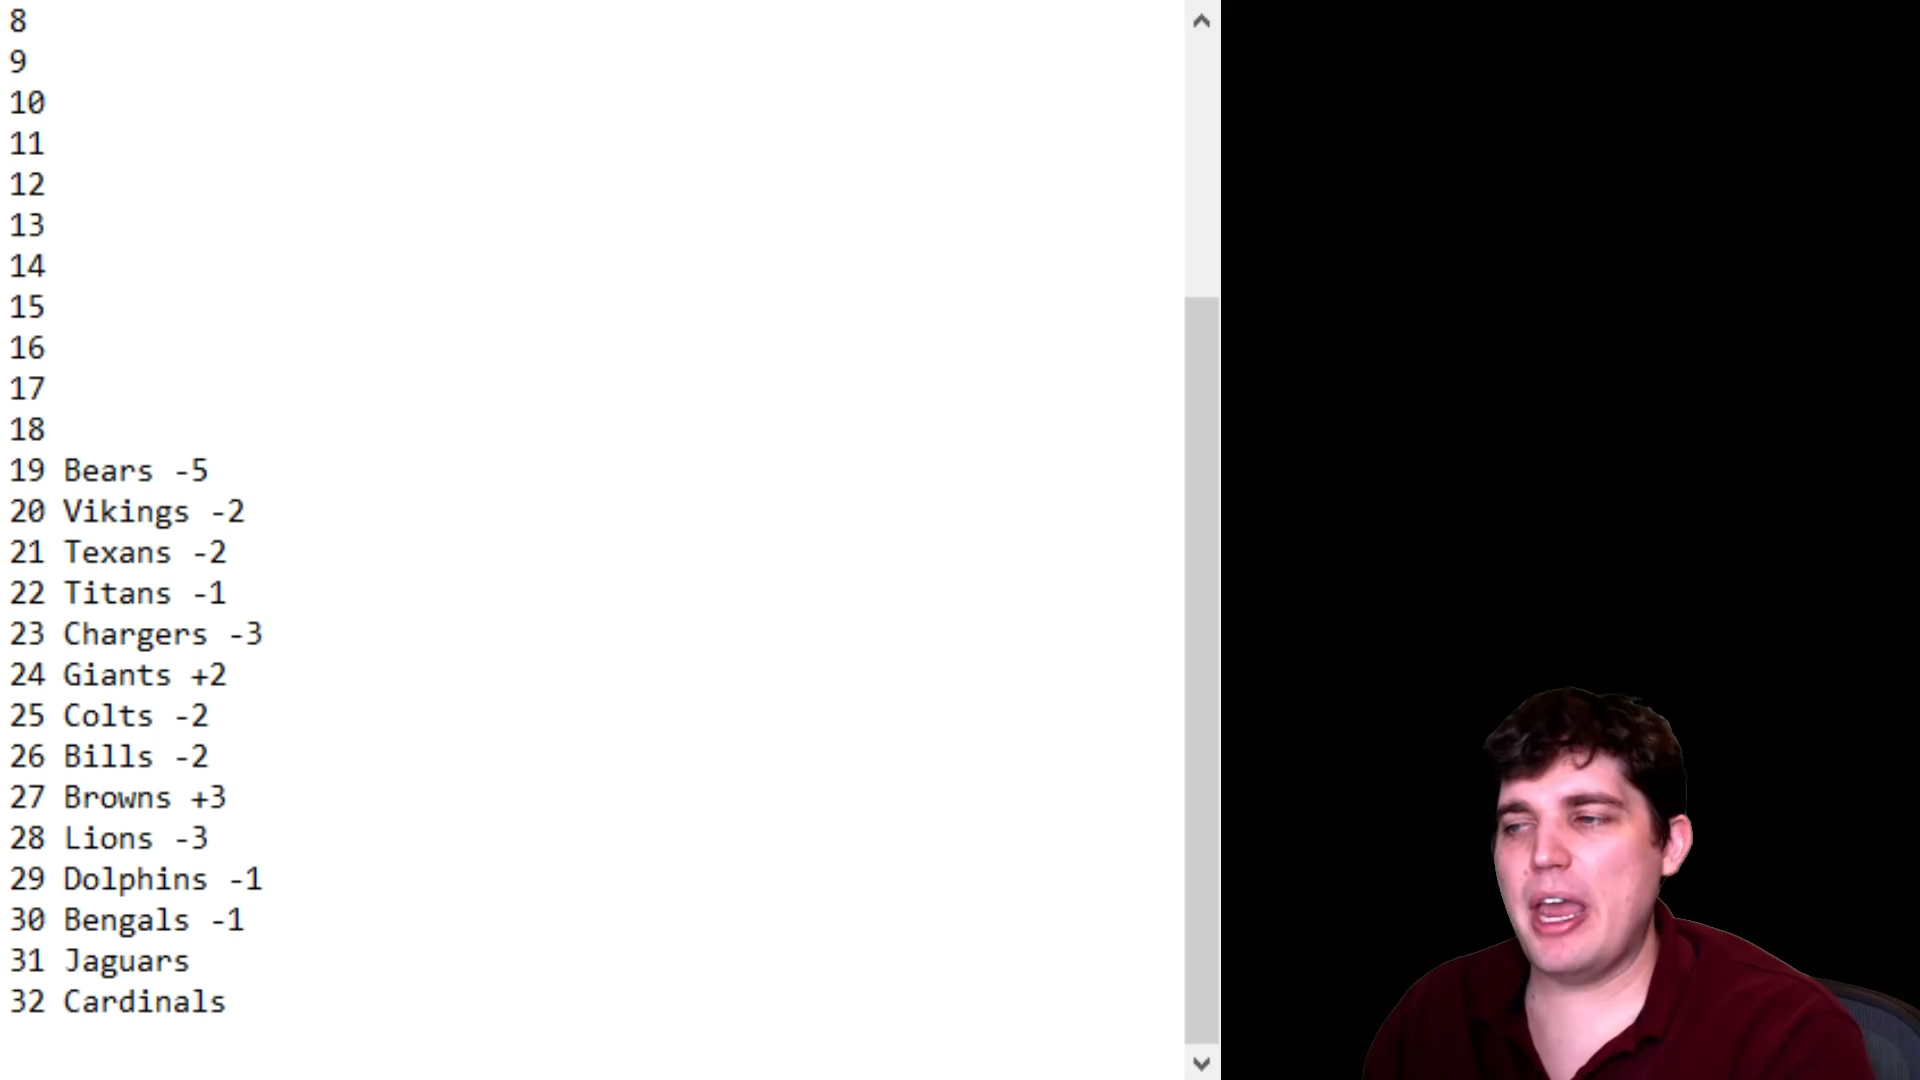 8
9
10
11
12
13
14
15
16
17
18
19 Bears -5
20 Vikings -2
21 Texans -2
22 Titans -1
23 Chargers -3
24 Giants +2
25 Colts -2
26 Bills -2
27 Browns +3
28 Lions -3
29 Dolphins -1
30 Bengals -1
31 Jaguars
32 Cardinals